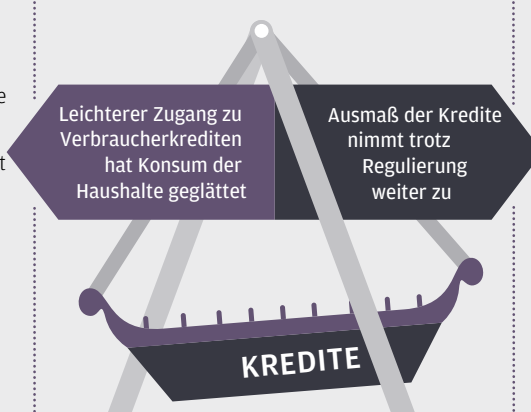 e
t
Leichterer Zugang zu
Verbraucherkrediten
hat Konsum der
Haushalte geglättet
Ausmaß der Kredite
nimmt trotz
Regulierung
weiter zu
KREDITE